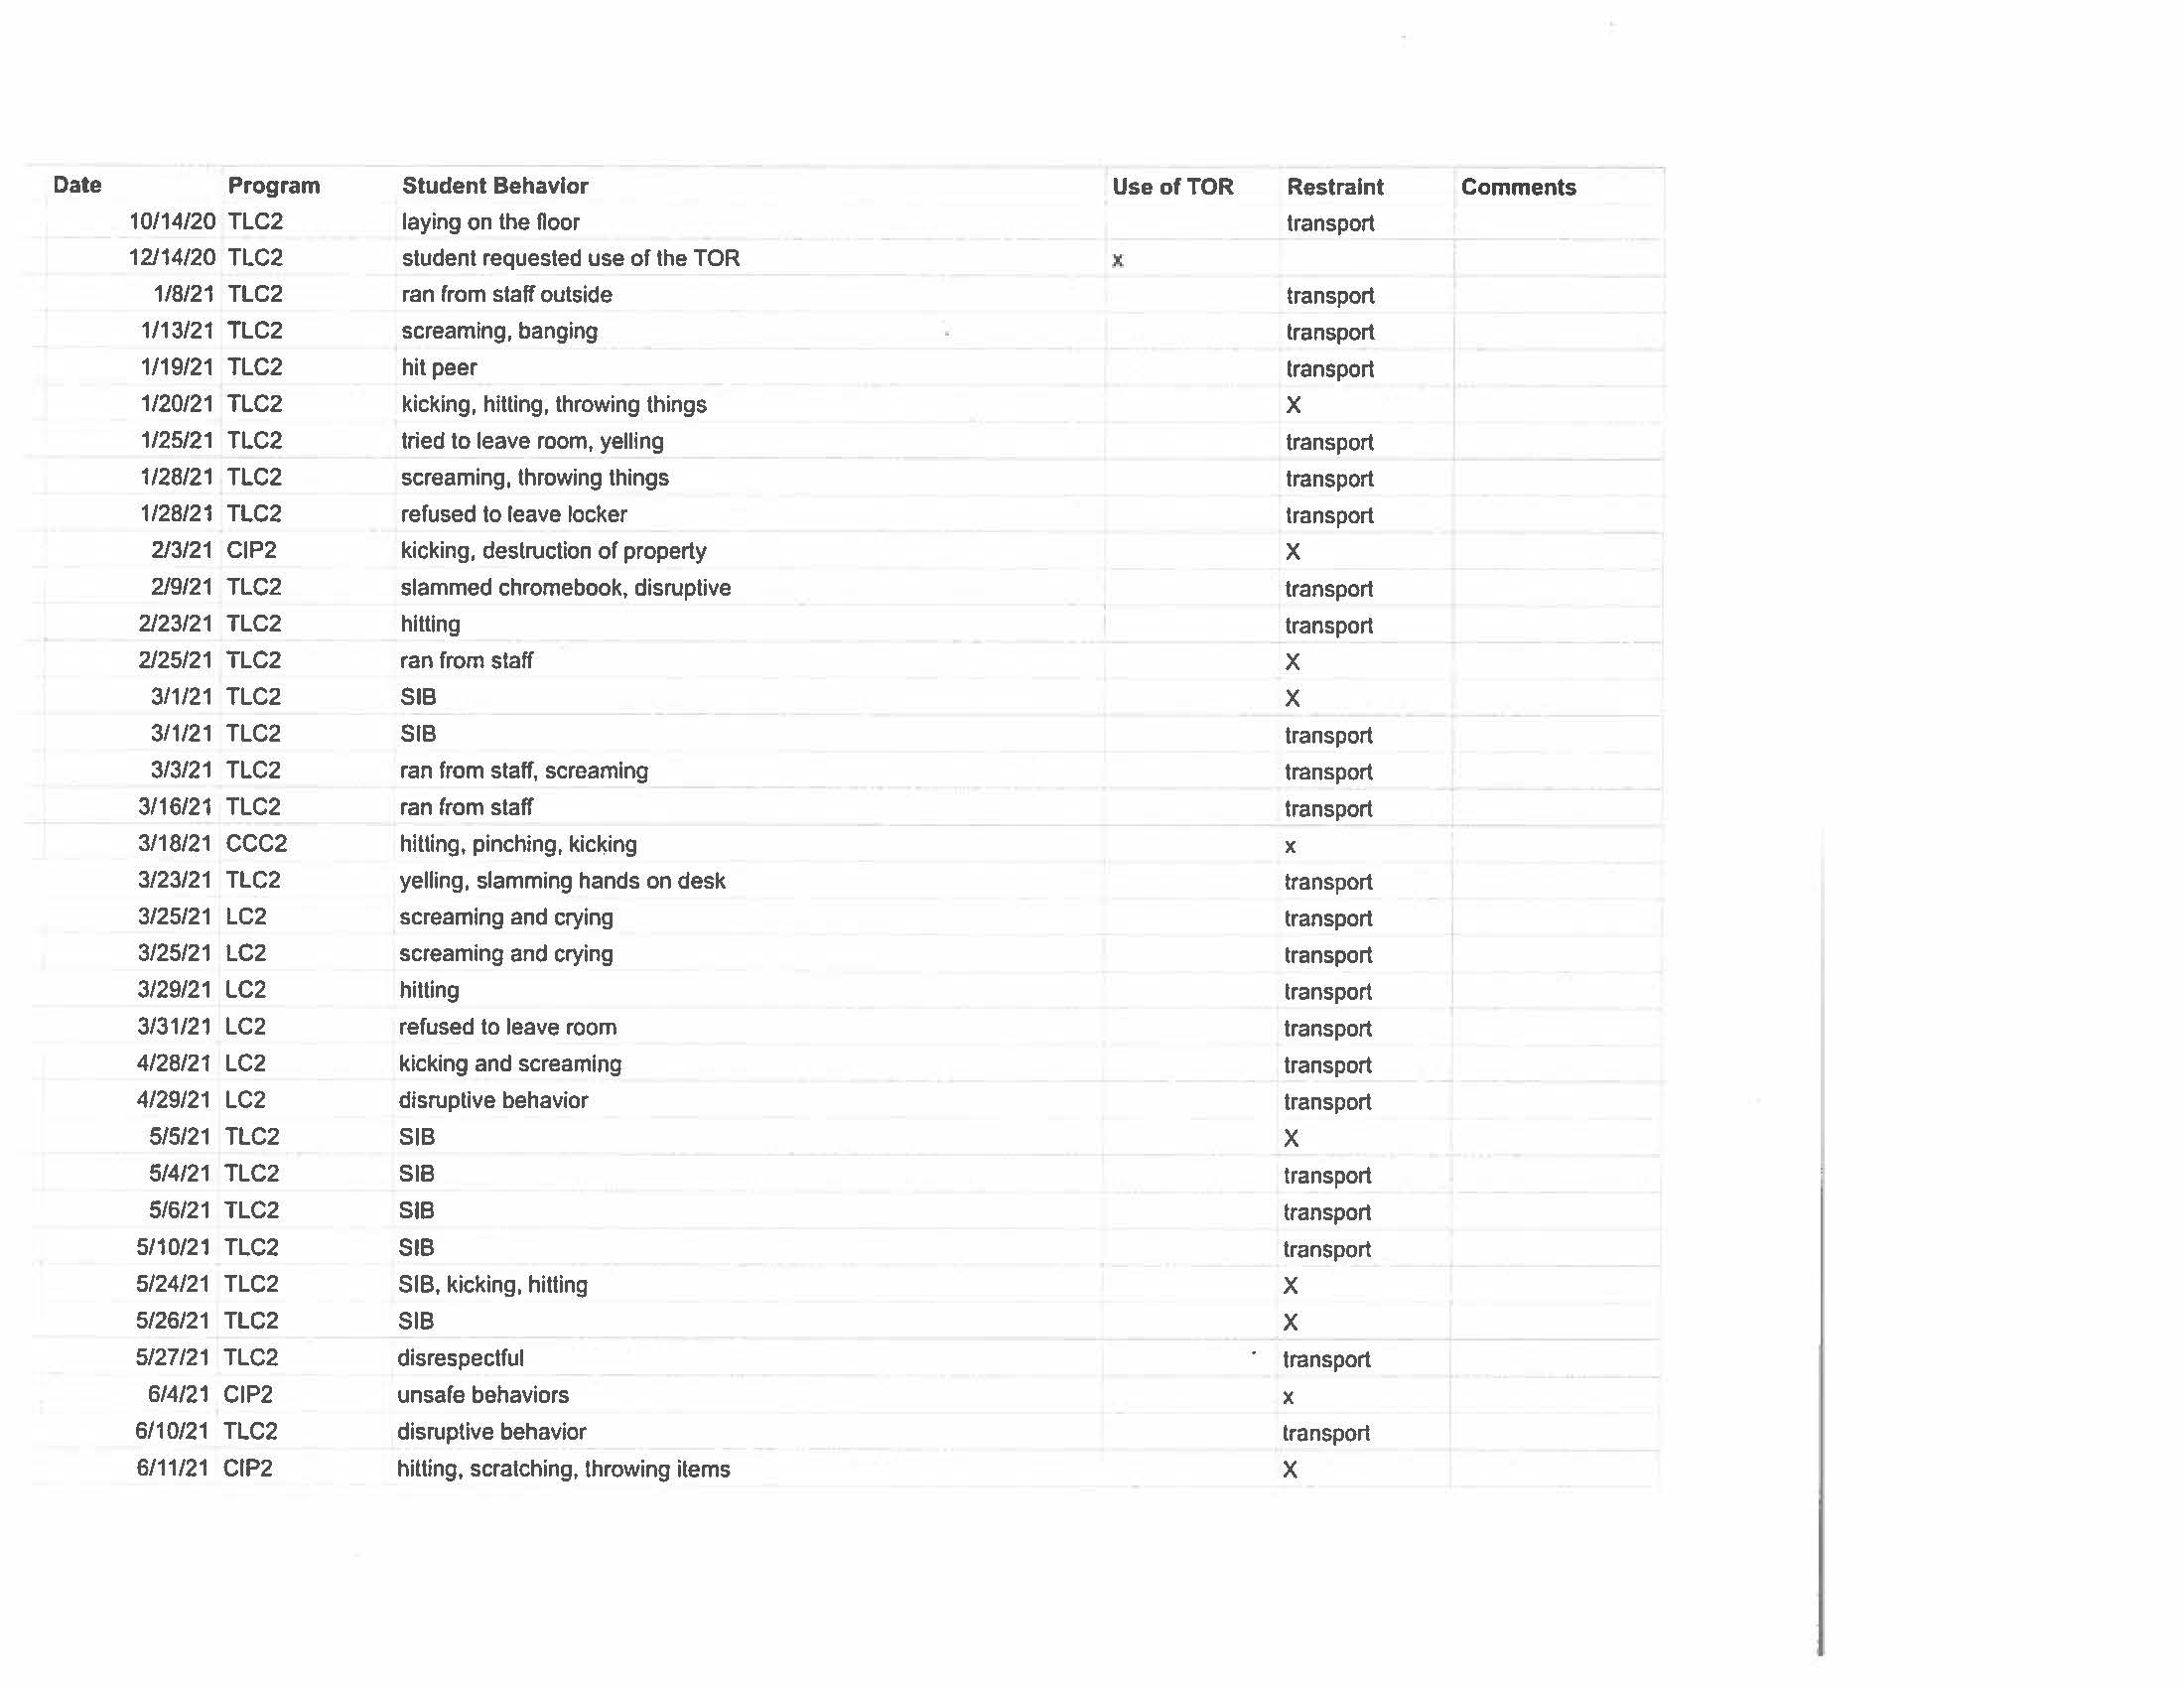 Date Program Student Behavior Use of TOR Restraint Comments
10/14/20 TLC2 laying on the floor transport
12/14/20 TLC2 student requested use of the TOR x
1/8/21 TLC2 ran from staff outside transport
1/13/21 TLC2 screaming, banging transport
1/19/21 TLC2 hit peer transport
1/20/21 TLC2 kicking, hitting, throwing things X
1/25/21 TLC2 tried to leave room, yelling transport
1/28/21 TLC2 screaming, throwing things transport
1/28/21 TLC2 refused to leave locker transport
2/3/21 CIP2 kicking, destruction of property X
2/9/21 TLC2 slammed chromebook, disruptive transport
2/23/21 TLC2 hitting transport
2/25/21 TLC2 ran from staff X
3/1/21 TLC2 SIB X
3/1/21 TLC2 SIB transport
3/3/21 TLC2 ran from staff, screaming transport
3/16/21 TLC2 ran from staff transport
3/18/21 CCC2 hitting, pinching, kicking x
3/23/21 TLC2 yelling, slamming hands on desk transport
3/25/21 LC2 screaming and crying transport
3/25/21 LC2 screaming and crying transport
3/29/21 LC2 hitting transport
3/31/21 LC2 refused to leave room transport
4/28/21 LC2 kicking and screaming transport
4/29/21 LC2 disruptive behavior transport
5/5/21 TLC2 SIB X
5/4/21 TLC2 SIB transport
5/6/21 TLC2 SIB transport
5/10/21 TLC2 SIB transport
5/24/21 TLC2 SIB, kicking, hitting X
5/26/21 TLC2 SIB X
5/27/21 TLC2 disrespectful transport
6/4/21 CIP2 unsafe behaviors x
6/10/21 TLC2 disruptive behavior transport
6/11/21 CIP2 hitting, scratching, throwing items X